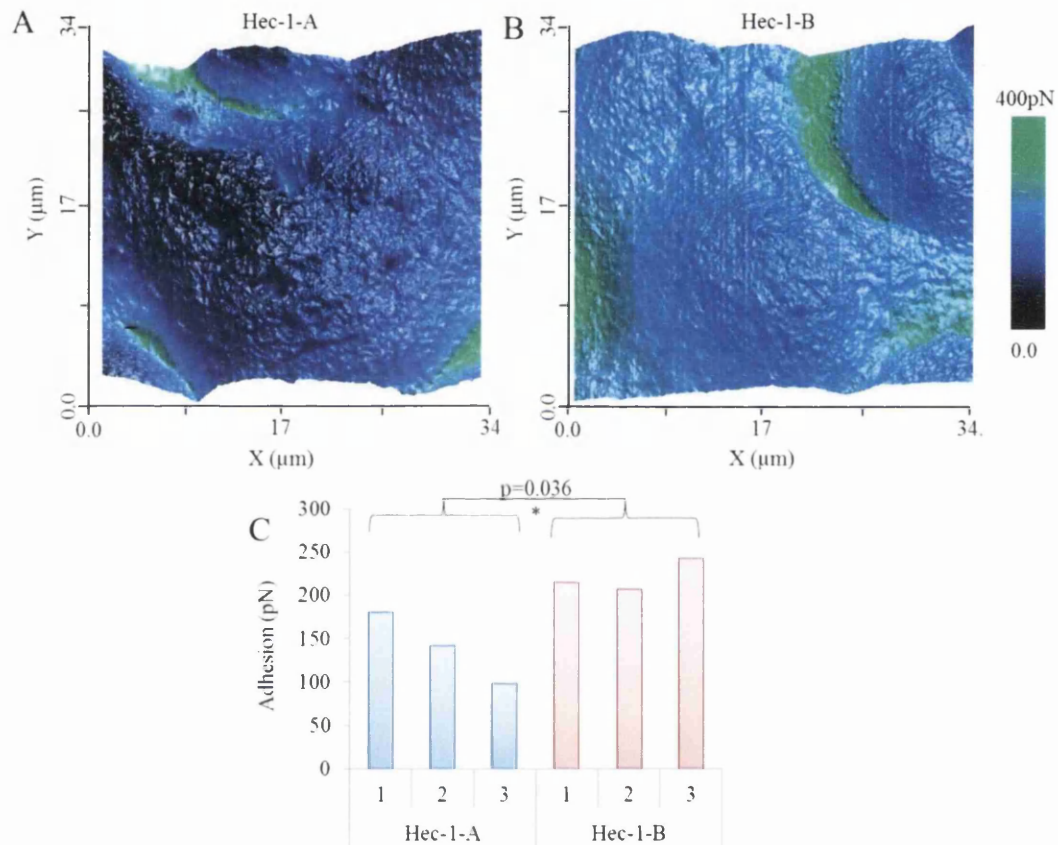 A
Hec-1-A
34
17
0.0
Y (µm)
0.0
17
34
X (µm)
B
Hec-1-B
34
17
0.0
Y (µm)
0.0
17
34.
X (µm)
400pN
0.0
C
p=0.036
*
300
250
200
150
100
50
0
Adhesion (pN)
1 2 3 1 2 3
Hec-1-A Hec-1-B